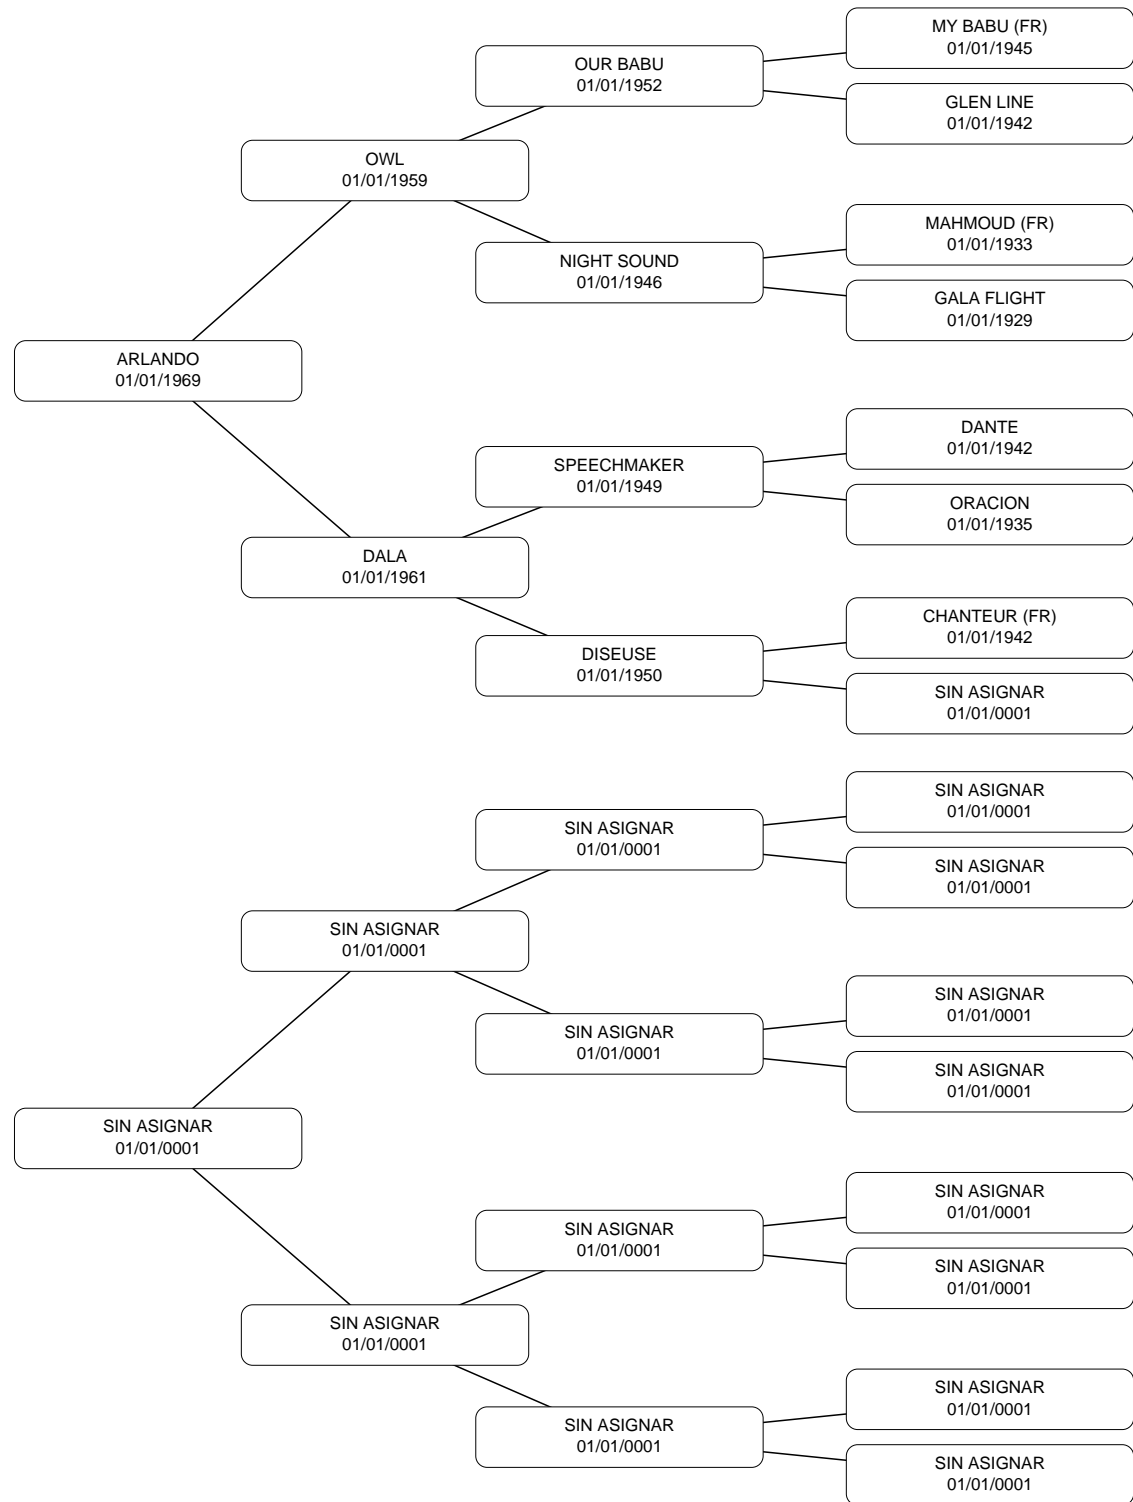 MY BABU (FR)
01/01/1945
OUR BABU
01/01/1952
GLEN LINE
01/01/1942
OWL
01/01/1959
MAHMOUD (FR)
01/01/1933
NIGHT SOUND
01/01/1946
GALA FLIGHT
01/01/1929
ARLANDO
01/01/1969
DANTE
01/01/1942
SPEECHMAKER
01/01/1949
ORACION
01/01/1935
DALA
01/01/1961
CHANTEUR (FR)
01/01/1942
DISEUSE
01/01/1950
SIN ASIGNAR
01/01/0001
SIN ASIGNAR
01/01/0001
SIN ASIGNAR
01/01/0001
SIN ASIGNAR
01/01/0001
SIN ASIGNAR
01/01/0001
SIN ASIGNAR
01/01/0001
SIN ASIGNAR
01/01/0001
SIN ASIGNAR
01/01/0001
SIN ASIGNAR
01/01/0001
SIN ASIGNAR
01/01/0001
SIN ASIGNAR
01/01/0001
SIN ASIGNAR
01/01/0001
SIN ASIGNAR
01/01/0001
SIN ASIGNAR
01/01/0001
SIN ASIGNAR
01/01/0001
SIN ASIGNAR
01/01/0001